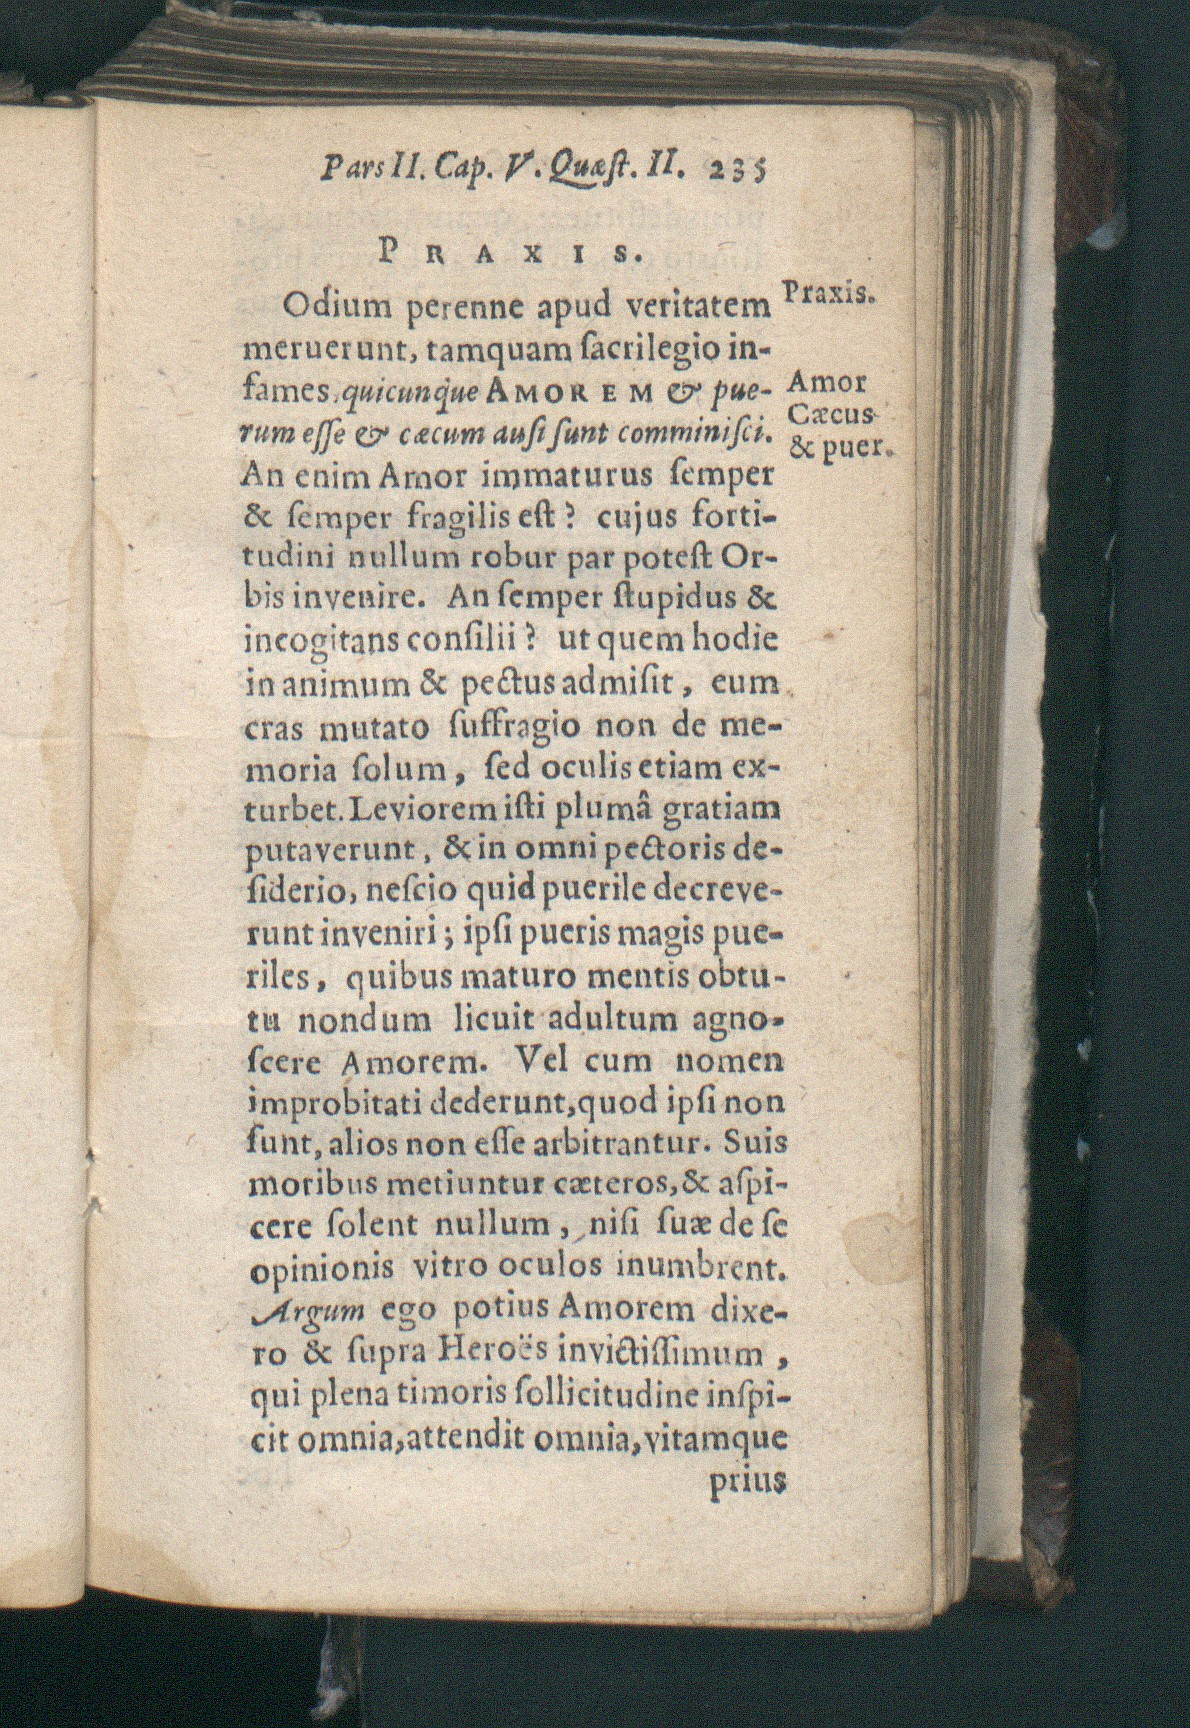 Pars II. Cap. V. Quæſt. II. 235
PRAXIS.
Odium perenne apud veritatem
Praxis.
meruerunt, tamquam ſacrilegio in-
fames, quicunque AMOREM & pue-
Amor
rum eſſe & cæcum auſi ſunt comminiſci.
Cæcus
& puer.
An enim Amor immaturus ſemper
& ſemper fragilis eſt? cujus forti-
tudini nullum robur par poteſt Or-
bis invenire. An ſemper ſtupidus &
incogitans conſilii? ut quem hodie
in animum & pectus admiſit, eum
cras mutato ſuffragio non de me-
moria ſolum, ſed oculis etiam ex-
turbet. Leviorem iſti plumâ gratiam
putaverunt, & in omni pectoris de-
ſiderio, neſcio quid puerile decreve-
runt inveniri; ipſi pueris magis pue-
riles, quibus maturo mentis obtu-
tu nondum licuit adultum agno-
ſcere Amorem. Vel cum nomen
improbitati dederunt, quod ipſi non
ſunt, alios non eſſe arbitrantur. Suis
moribus metiuntur cæteros, & aſpi-
cere ſolent nullum, niſi ſuæ de ſe
opinionis vitro oculos inumbrent.
Argum ego potius Amorem dixe-
ro & ſupra Heroës invictiſſimum,
qui plena timoris ſollicitudine inſpi-
cit omnia, attendit omnia, vitamque
prius